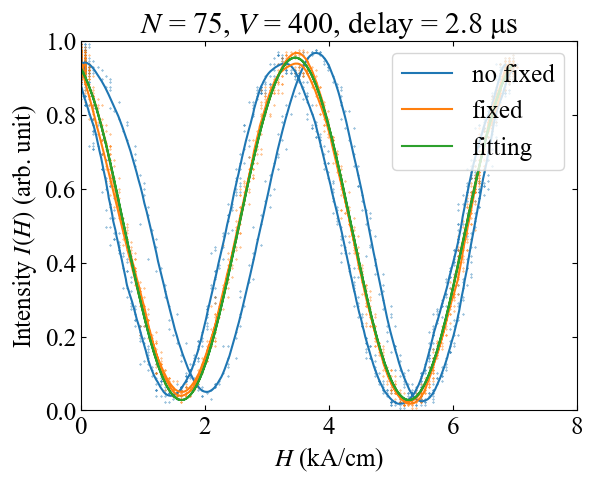 N = 75, V = 400, delay = 2.8 μs
Intensity I(H) (arb. unit)
1.0
0.8
0.6
0.4
0.2
0.0
no fixed
fixed
fitting
0 2 4 6 8
H (kA/cm)